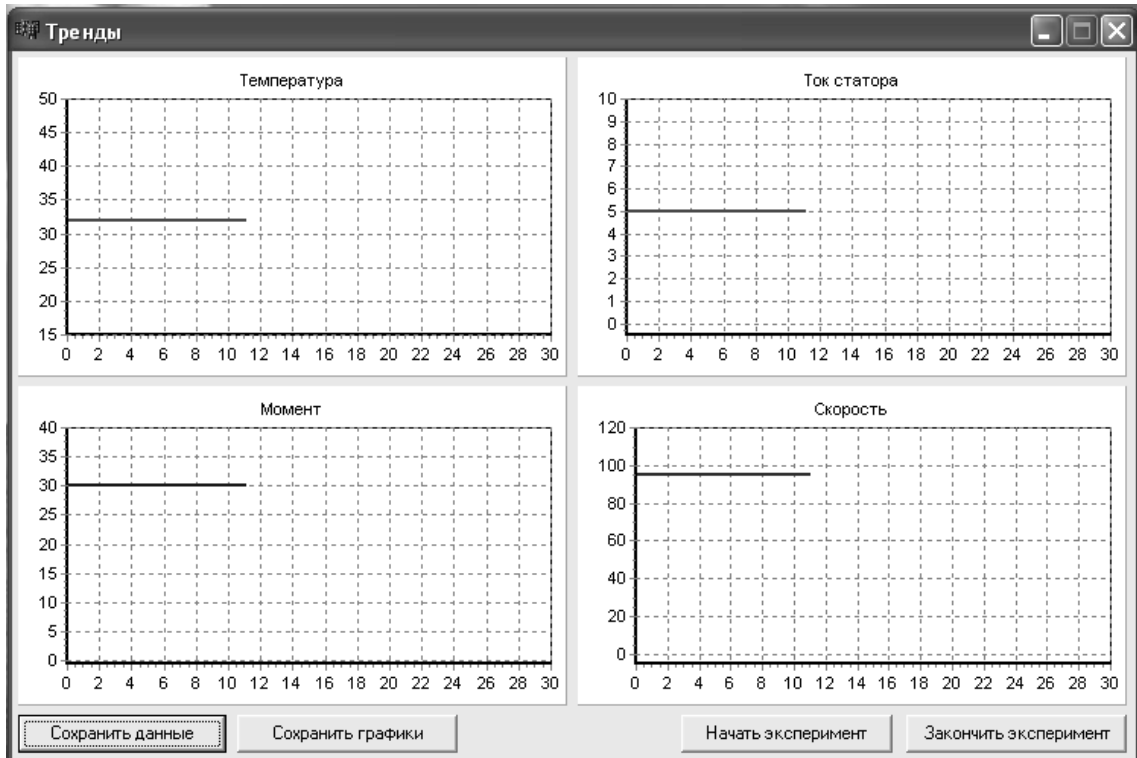 Тренды
Температура
50
45
40
35
30
25
20
15
0 2 4 6 8 10 12 14 16 18 20 22 24 26 28 30
Ток статора
10
9
8
7
6
5
4
3
2
1
0
0 2 4 6 8 10 12 14 16 18 20 22 24 26 28 30
Момент
40
35
30
25
20
15
10
5
0
0 2 4 6 8 10 12 14 16 18 20 22 24 26 28 30
Скорость
120
100
80
60
40
20
0
0 2 4 6 8 10 12 14 16 18 20 22 24 26 28 30
Сохранить данные
Сохранить графики
Начать эксперимент
Закончить эксперимент